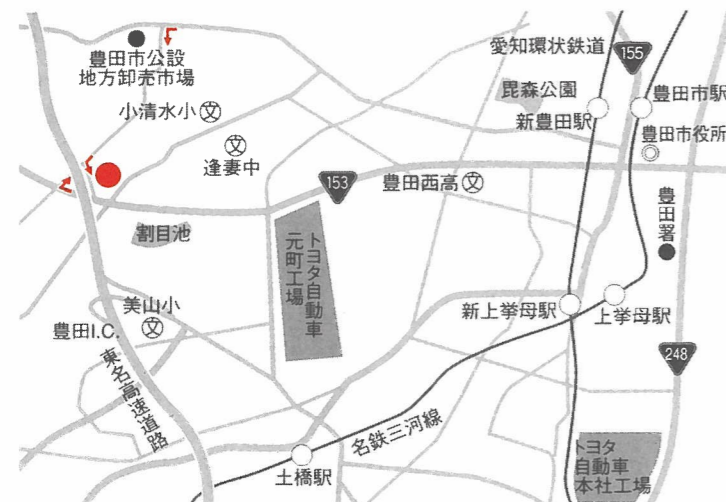 愛知環状鉄道
155
豊田市公設
地方卸売市場
毘森公園
豊田市駅
小清水小文
新豊田駅
豊田市役所
文
逢妻中
153
豊田西高文
豊田署
割目池
トヨタ自動車
元町工場
美山小
文
新上挙母駅
上挙母駅
豊田I.C.
東名高速道路
248
名鉄三河線
土橋駅
トヨタ
自動車
本社工場